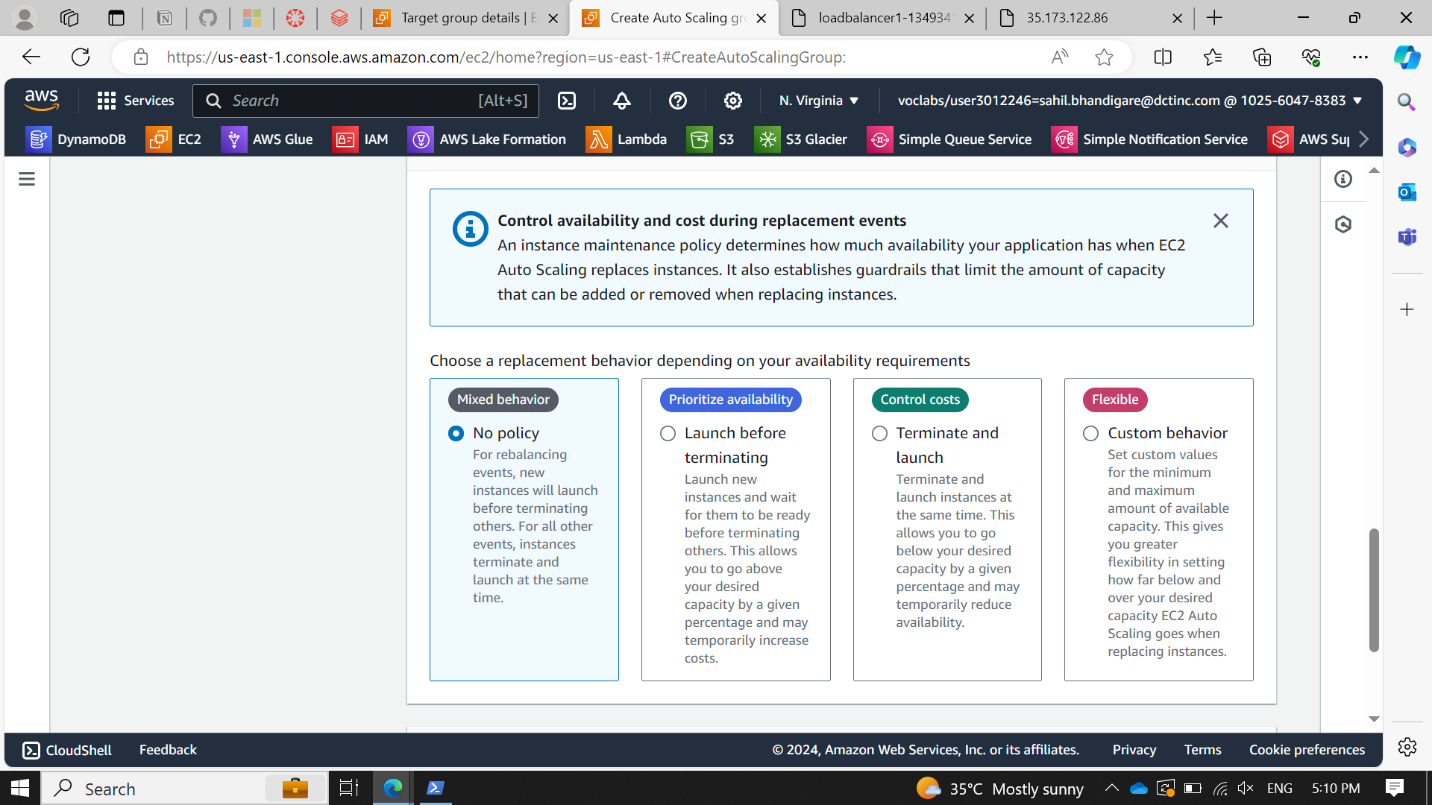 Target group details | E
Create Auto Scaling gr
loadbalancer1-134934
35.173.122.86
https://us-east-1.console.aws.amazon.com/ec2/home?region=us-east-1#CreateAutoScalingGroup:
aws
Services
Search
[Alt+S]
N. Virginia
voclabs/user3012246=sahil.bhandigare@dctinc.com @ 1025-6047-8383
DynamoDB
EC2
AWS Glue
IAM
AWS Lake Formation
Lambda
S3
S3 Glacier
Simple Queue Service
Simple Notification Service
AWS Su
Control availability and cost during replacement events
An instance maintenance policy determines how much availability your application has when EC2
Auto Scaling replaces instances. It also establishes guardrails that limit the amount of capacity
that can be added or removed when replacing instances.
Choose a replacement behavior depending on your availability requirements
Mixed behavior
No policy
For rebalancing
events, new
instances will launch
before terminating
others. For all other
events, instances
terminate and
launch at the same
time.
Prioritize availability
Launch before
terminating
Launch new
instances and wait
for them to be ready
before terminating
others. This allows
you to go above
your desired
capacity by a given
percentage and may
temporarily increase
costs.
Control costs
Terminate and
launch
Terminate and
launch instances at
the same time. This
allows you to go
below your desired
capacity by a given
percentage and may
temporarily reduce
availability.
Flexible
Custom behavior
Set custom values
for the minimum
and maximum
amount of available
capacity. This gives
you greater
flexibility in setting
how far below and
over your desired
capacity EC2 Auto
Scaling goes when
replacing instances.
CloudShell
Feedback
© 2024, Amazon Web Services, Inc. or its affiliates.
Privacy
Terms
Cookie preferences
Search
35°C Mostly sunny
ENG
5:10 PM